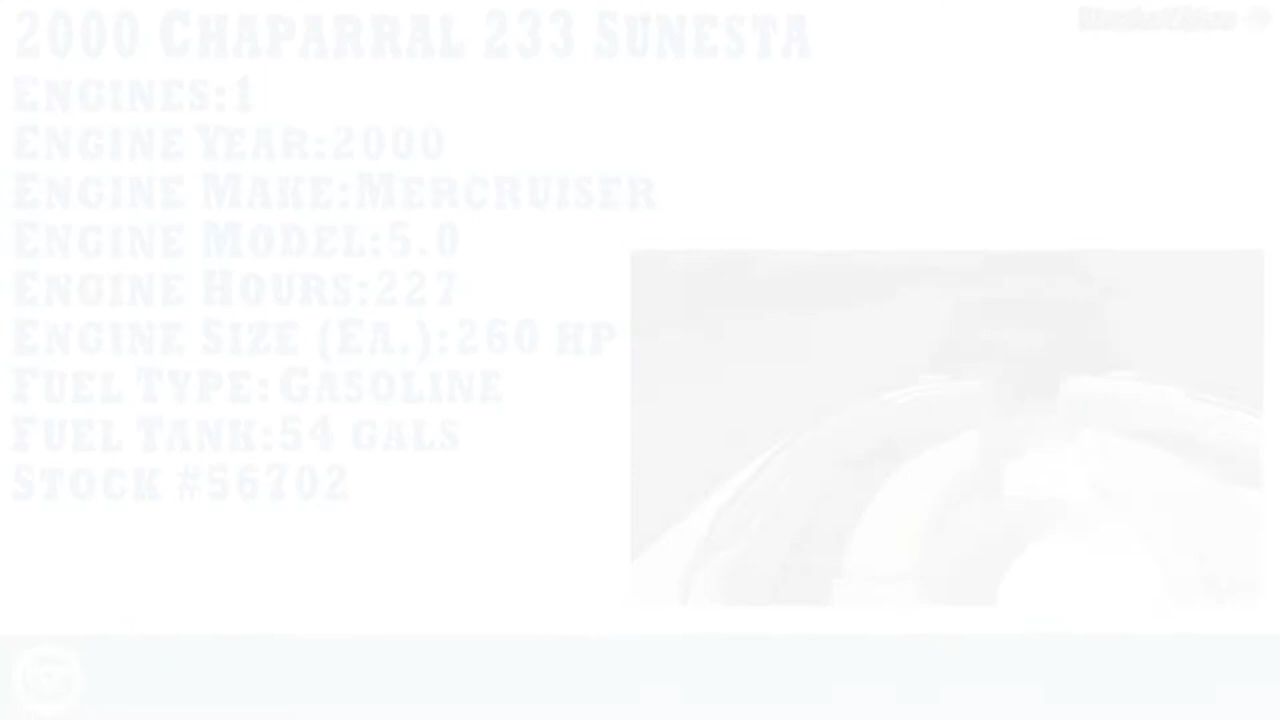 2000 Chaparral 233 Sunesta
Engines:1
Engine Year:2000
Engine Make:Mercruiser
Engine Model:5.0
Engine Hours:227
Engine Size (Ea.):260 hp
Fuel Type:Gasoline
Fuel Tank:54 gals
Stock #56702